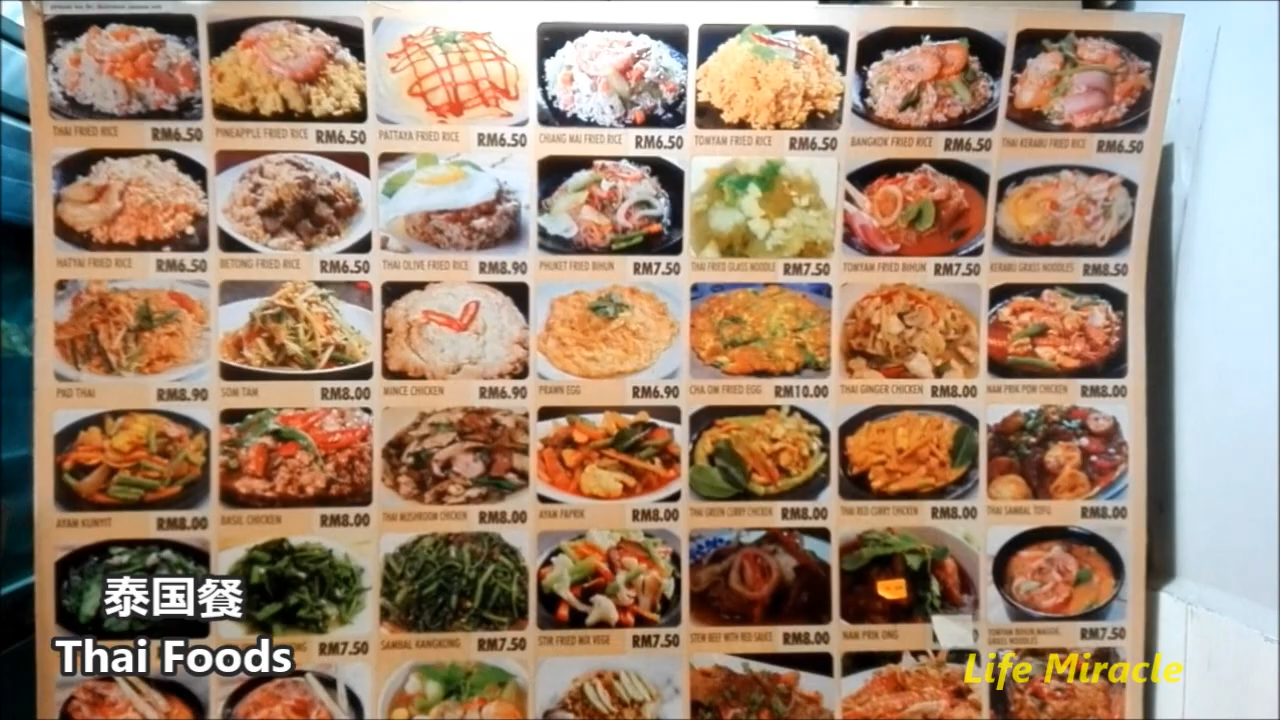 THAI FRIED RICE RM6.50
PINEAPPLE FRIED RICE RM6.50
PATTAYA FRIED RICE RM6.50
CHIANG MAI FRIED RICE RM6.50
TOMYAM FRIED RICE RM6.50
BANGKOK FRIED RICE RM6.50
THAI KERABU FRIED RICE RM6.50
HATYAI FRIED RICE RM6.50
BETONG FRIED RICE RM6.50
THAI OLIVE FRIED RICE RM8.90
PHUKET FRIED BIHUN RM7.50
THAI FRIED GLASS NOODLE RM7.50
TOMYAM FRIED BIHUN RM7.50
KERABU GRASS NOODLES RM8.50
PAD THAI RM8.90
SOM TAM RM8.00
MINCE CHICKEN RM6.90
PRAWN EGG RM6.90
CHA OM FRIED EGG RM10.00
THAI GINGER CHICKEN RM8.00
NAM PRIK POW CHICKEN RM8.00
AYAM KUNYIT RM8.00
BASIL CHICKEN RM8.00
THAI MUSHROOM CHICKEN RM8.00
AYAM PAPRIK RM8.00
THAI GREEN CURRY CHICKEN RM8.00
THAI RED CURRY CHICKEN RM8.00
THAI SAMBAL TOFU RM8.00
RM7.50
SAMBAL KANGKONG RM7.50
STIR FRIED MIX VEGE RM7.50
STEW BEEF WITH RED SAUCE RM8.00
NAM PRIK ONG
TOMYAM BIHUN, MAGGIE,
GRASS NOODLES RM7.50
泰国餐
Thai Foods
Life Miracle